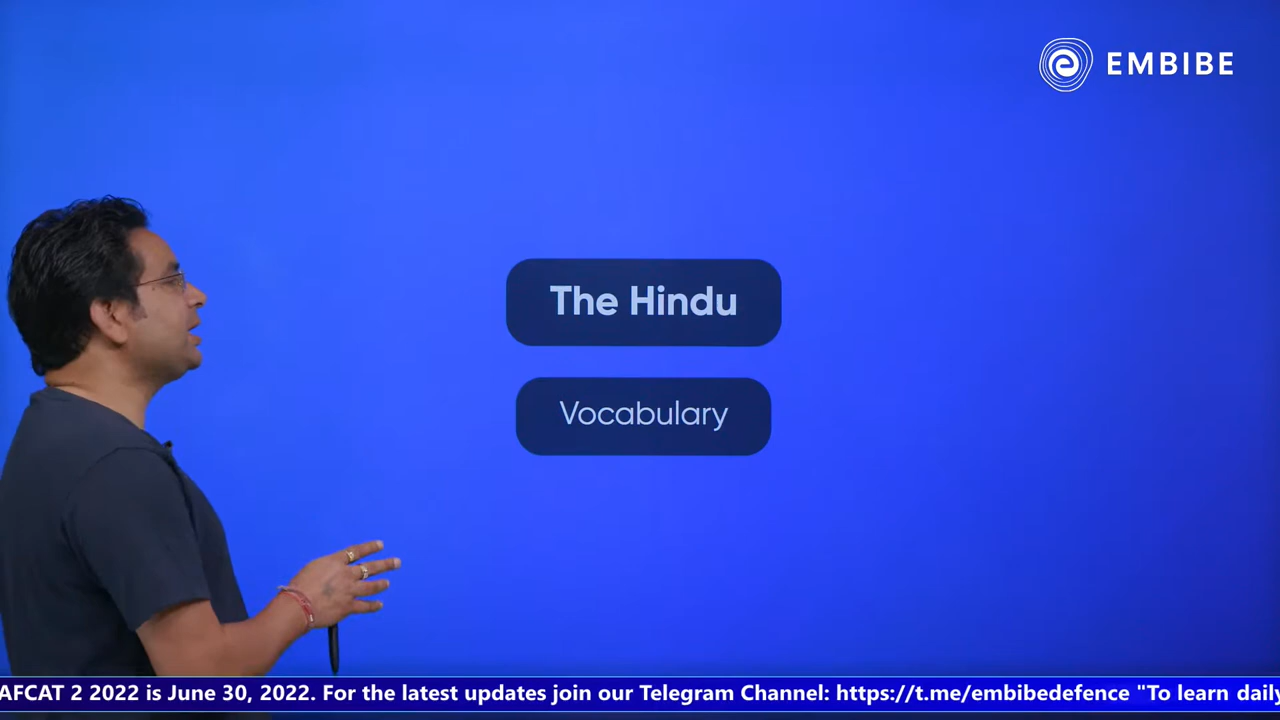 EMBIBE
The Hindu
Vocabulary
AFCAT 2 2022 is June 30, 2022. For the latest updates join our Telegram Channel: https://t.me/embibedefence "To learn daily